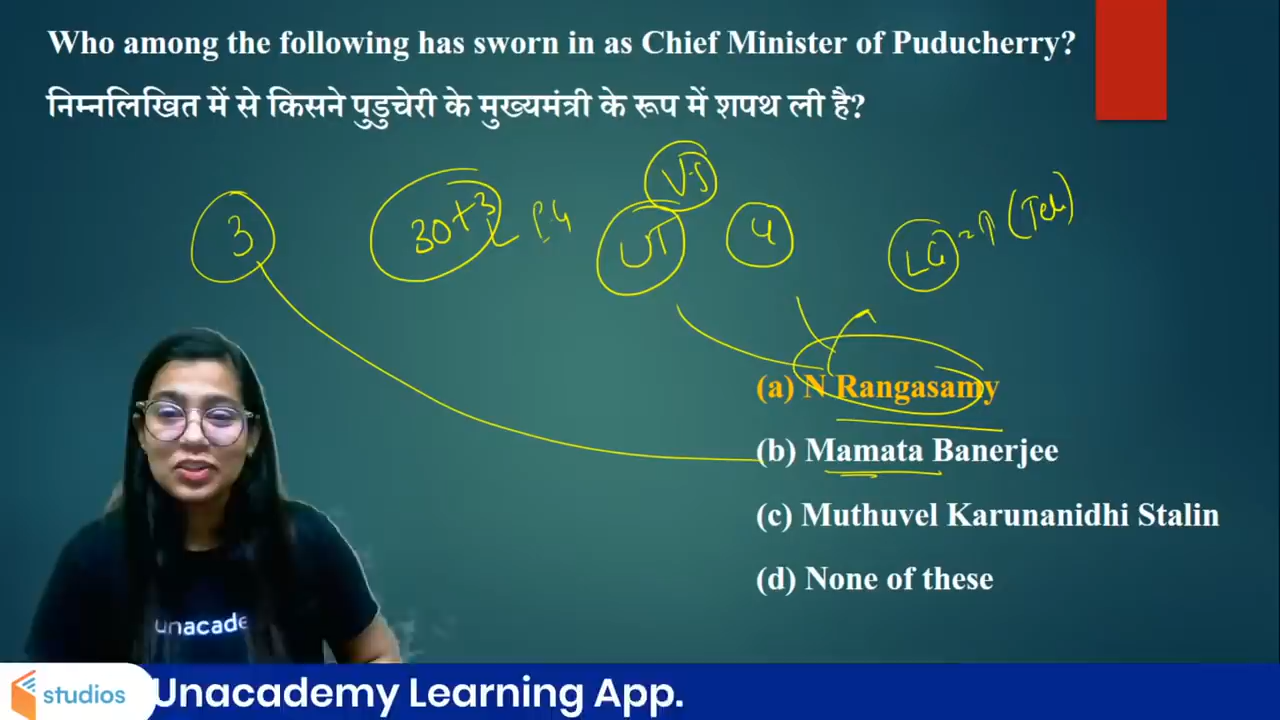 Who among the following has sworn in as Chief Minister of Puducherry?
निम्नलिखित में से किसने पुडुचेरी के मुख्यमंत्री के रूप में शपथ ली है?
V.S
3 30+3 UT 4 LG (Tel)
(a) N Rangasamy
(b) Mamata Banerjee
(c) Muthuvel Karunanidhi Stalin
(d) None of these
unacade
studios Unacademy Learning App.